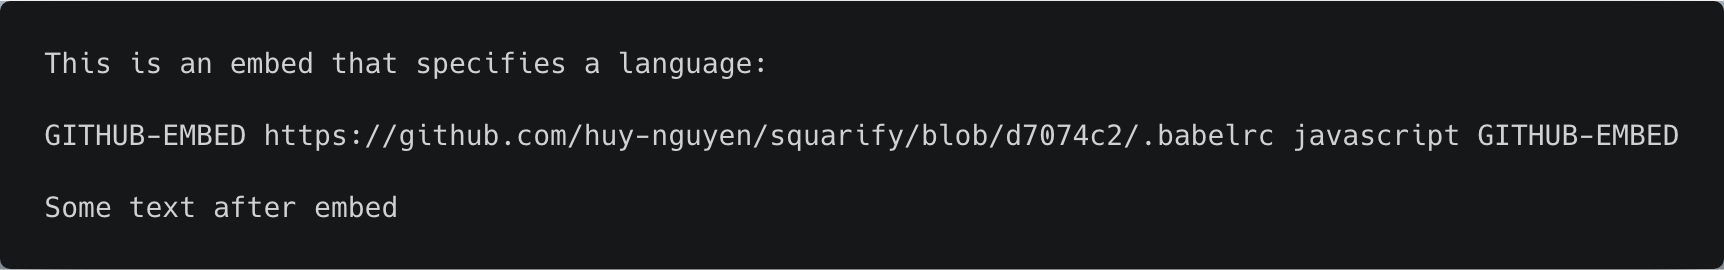 This is an embed that specifies a language:
GITHUB-EMBED https://github.com/huy-nguyen/squarify/blob/d7074c2/.babelrc javascript GITHUB-EMBED
Some text after embed